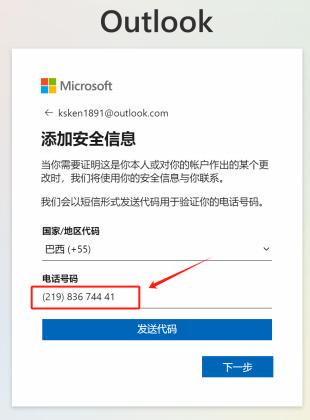 Outlook
Microsoft
← ksken1891@outlook.com
添加安全信息
当你需要证明这是你本人或对你的帐户作出的某个更
改时，我们将使用你的安全信息与你联系。
我们会以短信形式发送代码用于验证你的电话号码。
国家/地区代码
巴西 (+55)
电话号码
(219) 836 744 41
发送代码
下一步